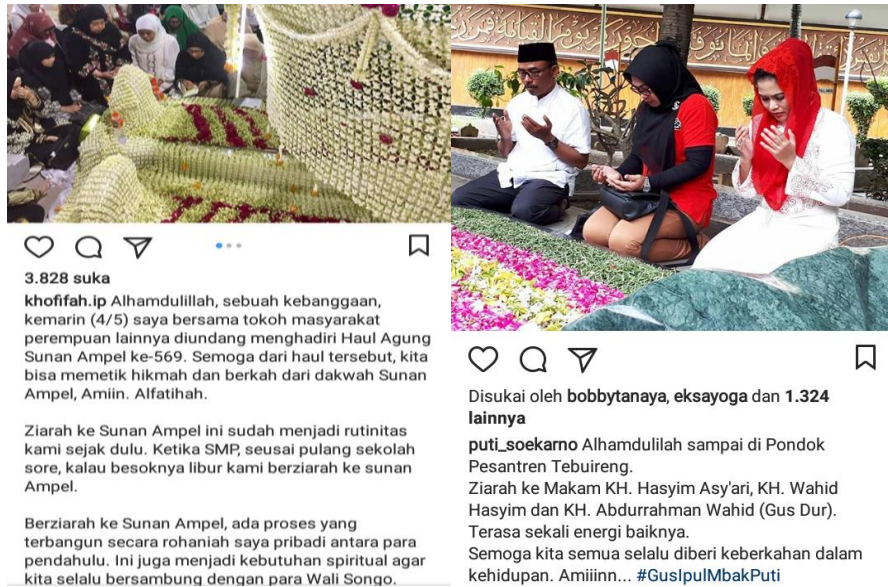 3.828 suka
khofifah.ip Alhamdulillah, sebuah kebanggaan,
kemarin (4/5) saya bersama tokoh masyarakat
perempuan lainnya diundang menghadiri Haul Agung
Sunan Ampel ke-569. Semoga dari haul tersebut, kita
bisa memetik hikmah dan berkah dari dakwah Sunan
Ampel, Amiin. Alfatihah.
Ziarah ke Sunan Ampel ini sudah menjadi rutinitas
kami sejak dulu. Ketika SMP, seusai pulang sekolah
sore, kalau besoknya libur kami berziarah ke sunan
Ampel.
Berziarah ke Sunan Ampel, ada proses yang
terbangun secara rohaniah saya pribadi antara para
pendahulu. Ini juga menjadi kebutuhan spiritual agar
kita selalu bersambung dengan para Wali Songo.
Disukai oleh bobbytanaya, eksayoga dan 1.324
lainnya
puti_soekarno Alhamdulilah sampai di Pondok
Pesantren Tebuireng.
Ziarah ke Makam KH. Hasyim Asy'ari, KH. Wahid
Hasyim dan KH. Abdurrahman Wahid (Gus Dur).
Terasa sekali energi baiknya.
Semoga kita semua selalu diberi keberkahan dalam
kehidupan. Amiiinn... #GusIpulMbakPuti